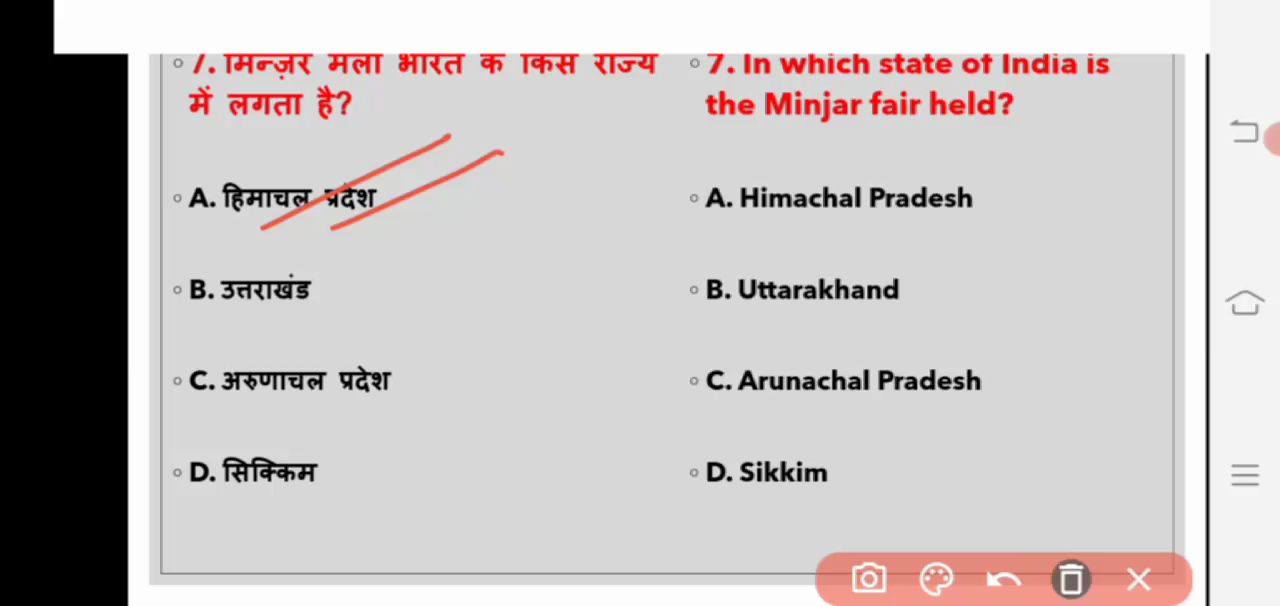 7. मिन्ज़र मेला भारत के किस राज्य
में लगता है?
A. हिमाचल प्रदेश
B. उत्तराखंड
C. अरुणाचल प्रदेश
D. सिक्किम
7. In which state of India is
the Minjar fair held?
A. Himachal Pradesh
B. Uttarakhand
C. Arunachal Pradesh
D. Sikkim